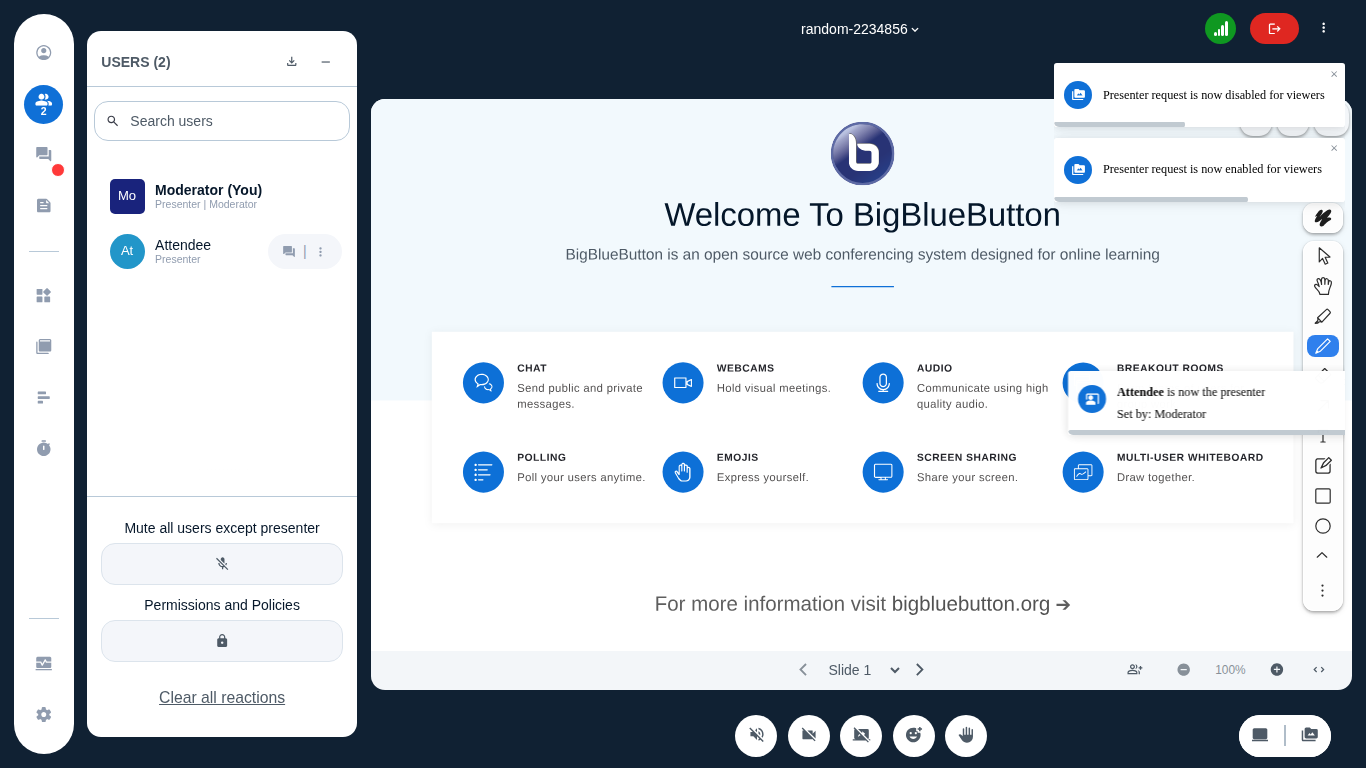 random-2234856
2
USERS (2)
Search users
Mo
Moderator (You)
Presenter | Moderator
At
Attendee
Presenter
Mute all users except presenter
Permissions and Policies
Clear all reactions
Presenter request is now disabled for viewers
Presenter request is now enabled for viewers
Welcome To BigBlueButton
BigBlueButton is an open source web conferencing system designed for online learning
CHAT
Send public and private
messages.
WEBCAMS
Hold visual meetings.
AUDIO
Communicate using high
quality audio.
BREAKOUT ROOMS
Attendee is now the presenter
Set by: Moderator
POLLING
Poll your users anytime.
EMOJIS
Express yourself.
SCREEN SHARING
Share your screen.
MULTI-USER WHITEBOARD
Draw together.
For more information visit bigbluebutton.org ➔
Slide 1
100%